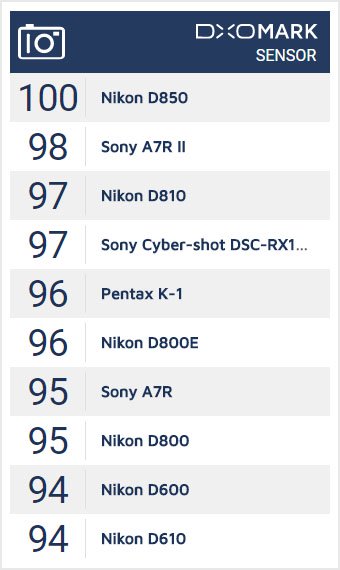 DXOMARK
SENSOR
100 Nikon D850
98 Sony A7R II
97 Nikon D810
97 Sony Cyber-shot DSC-RX1...
96 Pentax K-1
96 Nikon D800E
95 Sony A7R
95 Nikon D800
94 Nikon D600
94 Nikon D610